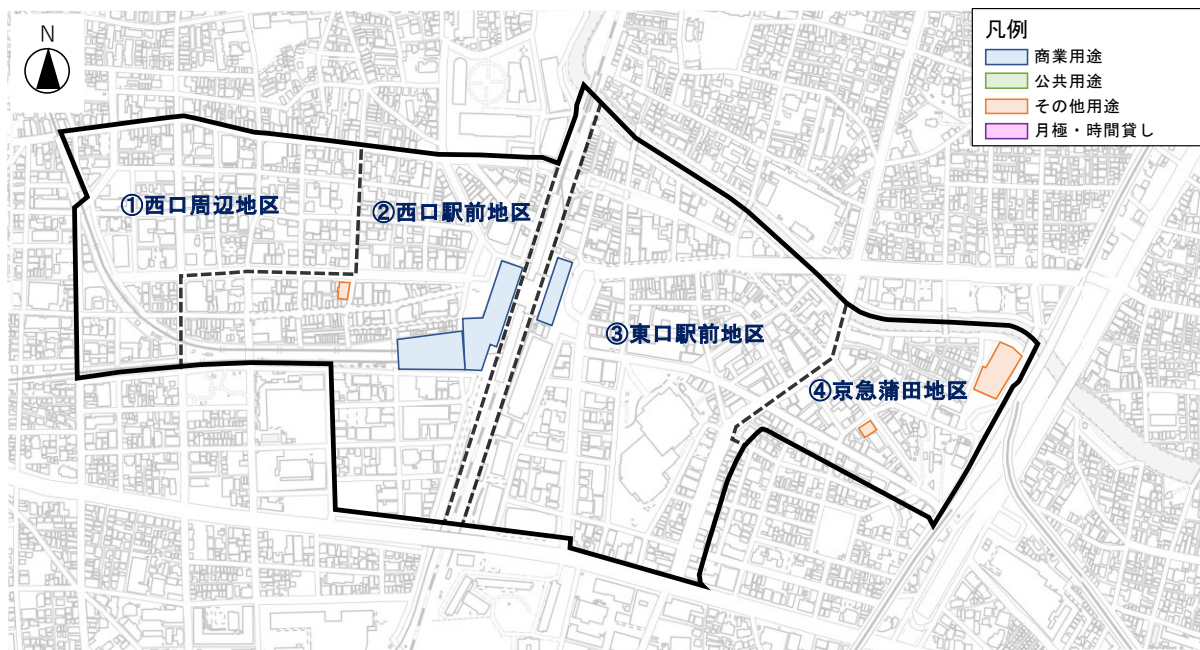 N
凡例
商業用途
公共用途
その他用途
月極・時間貸し
①西口周辺地区
②西口駅前地区
③東口駅前地区
④京急蒲田地区